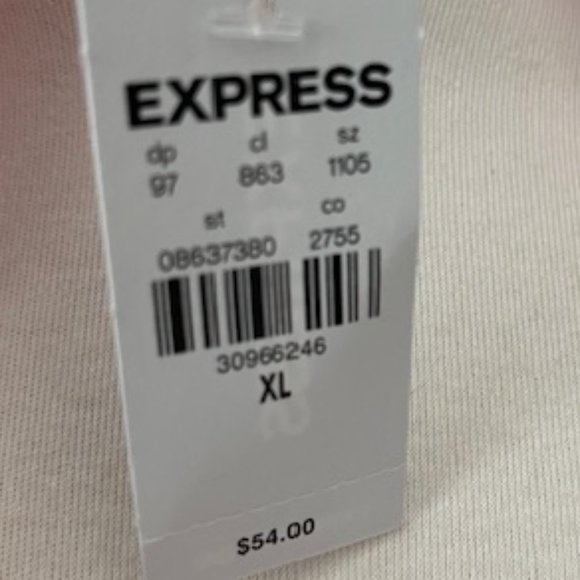 EXPRESS
dp cl sz
97 863 1105
st co
08637380 2755
30966246
XL
$54.00